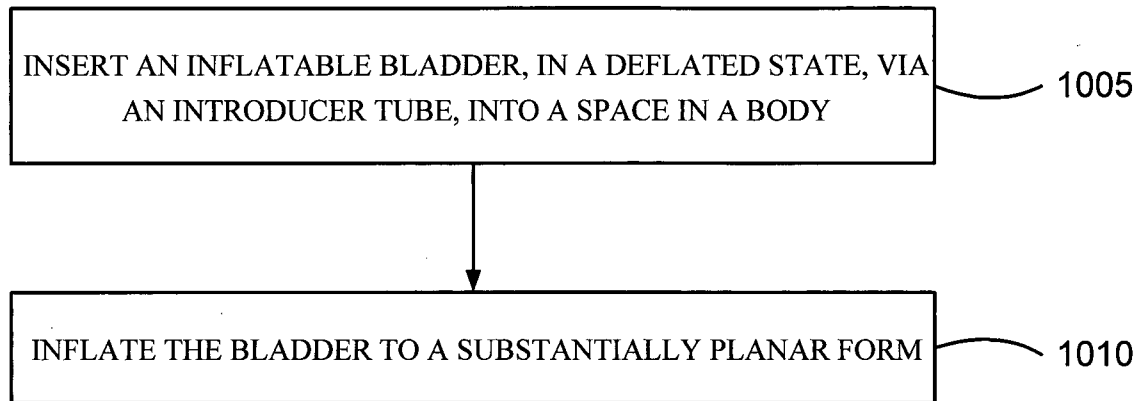 INSERT AN INFLATABLE BLADDER, IN A DEFLATED STATE, VIA
AN INTRODUCER TUBE, INTO A SPACE IN A BODY
1005
INFLATE THE BLADDER TO A SUBSTANTIALLY PLANAR FORM
1010